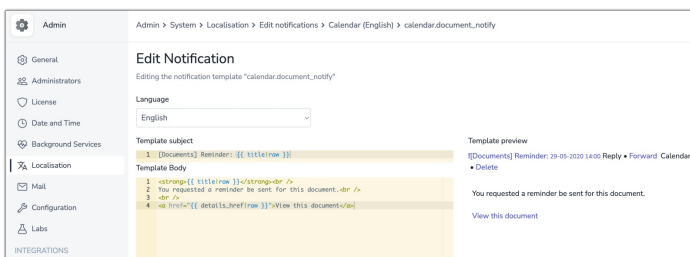 Admin
Admin > System > Localisation > Edit notifications > Calendar (English) > calendar.document_notify
General
Administrators
License
Date and Time
Background Services
Localisation
Mail
Configuration
Labs
INTEGRATIONS
Edit Notification
Editing the notification template "calendar.document_notify"
Language
English
Template subject
1 [Documents] Reminder: {{ title|raw }}
Template Body
1 <strong>{{ title|raw }}</strong><br />
2 You requested a reminder be sent for this document.<br />
3 <br />
4 <a href="{{ details_href|raw }}">View this document</a>
Template preview
[Documents] Reminder: 29-05-2020 14:00 Reply • Forward Calendar
• Delete
You requested a reminder be sent for this document.
View this document